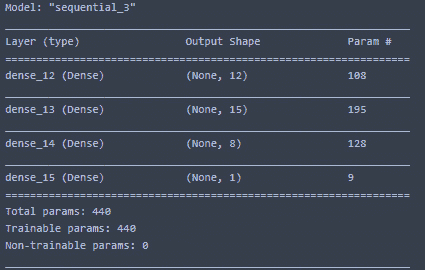 Model: "sequential_3"
Layer (type) Output Shape Param #
dense_12 (Dense) (None, 12) 108
dense_13 (Dense) (None, 15) 195
dense_14 (Dense) (None, 8) 128
dense_15 (Dense) (None, 1) 9
Total params: 440
Trainable params: 440
Non-trainable params: 0